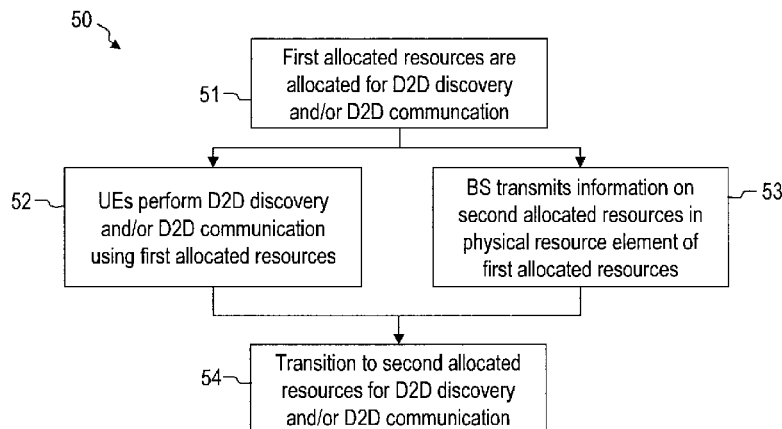 50
First allocated resources are
allocated for D2D discovery
and/or D2D communcation
51
52
UEs perform D2D discovery
and/or D2D communication
using first allocated resources
BS transmits information on
second allocated resources in
physical resource element of
first allocated resources
53
54
Transition to second allocated
resources for D2D discovery
and/or D2D communication